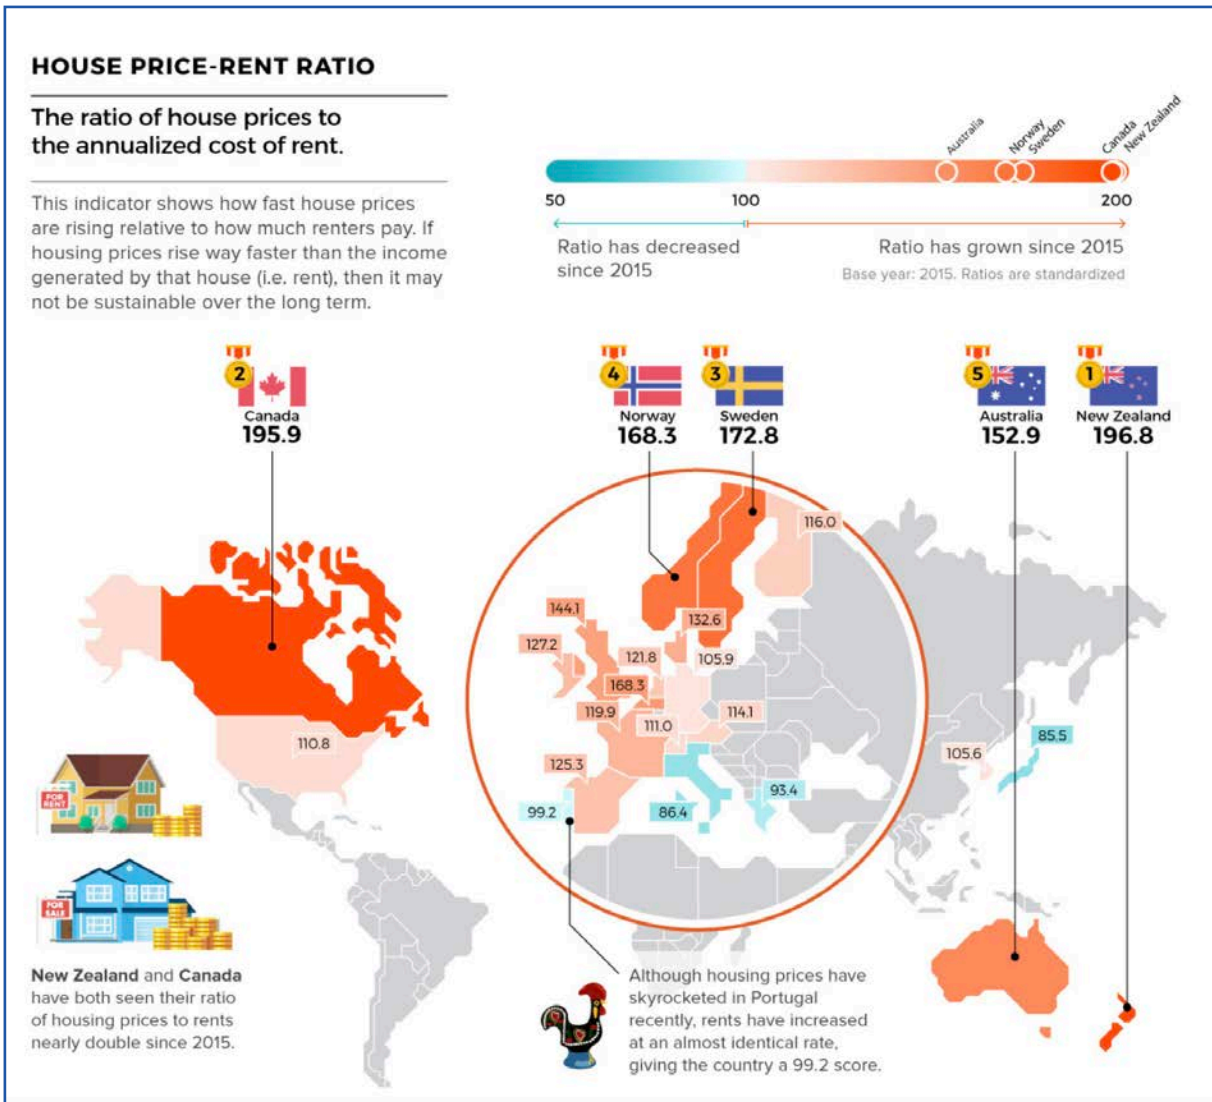 HOUSE PRICE-RENT RATIO
The ratio of house prices to
the annualized cost of rent.
This indicator shows how fast house prices
are rising relative to how much renters pay. If
housing prices rise way faster than the income
generated by that house (i.e. rent), then it may
not be sustainable over the long term.
Australia
Norway
Sweden
Canada
New Zealand
50
100
200
Ratio has decreased
since 2015
Ratio has grown since 2015
Base year: 2015. Ratios are standardized
2
Canada
195.9
4
Norway
168.3
3
Sweden
172.8
5
Australia
152.9
1
New Zealand
196.8
116.0
144.1
132.6
127.2
121.8
105.9
168.3
119.9
111.0
114.1
110.8
125.3
99.2
86.4
93.4
105.6
85.5
FOR
RENT
FOR
SALE
New Zealand and Canada
have both seen their ratio
of housing prices to rents
nearly double since 2015.
Although housing prices have
skyrocketed in Portugal
recently, rents have increased
at an almost identical rate,
giving the country a 99.2 score.